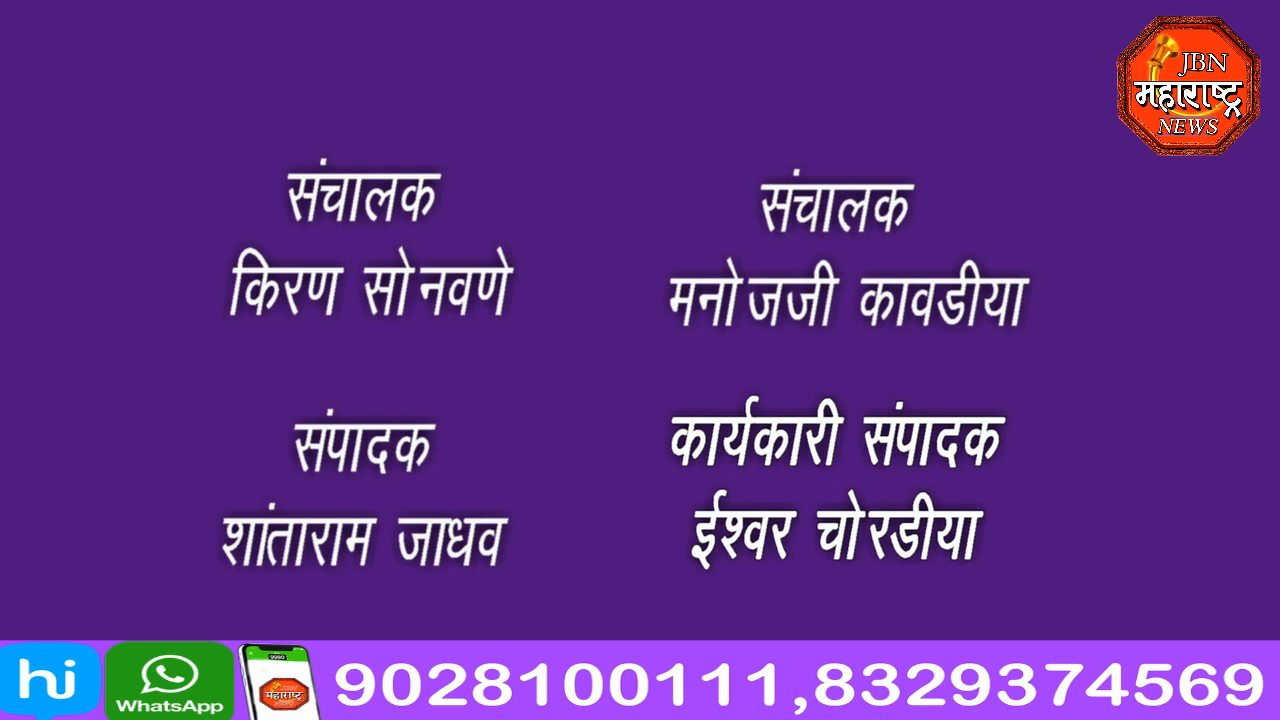 JBN
महाराष्ट्र
NEWS
संचालक
किरण सोनवणे
संचालक
मनोजजी कावडीया
संपादक
शांताराम जाधव
कार्यकारी संपादक
ईश्वर चोरडीया
hi
WhatsApp
महाराष्ट्र
9028100111,8329374569